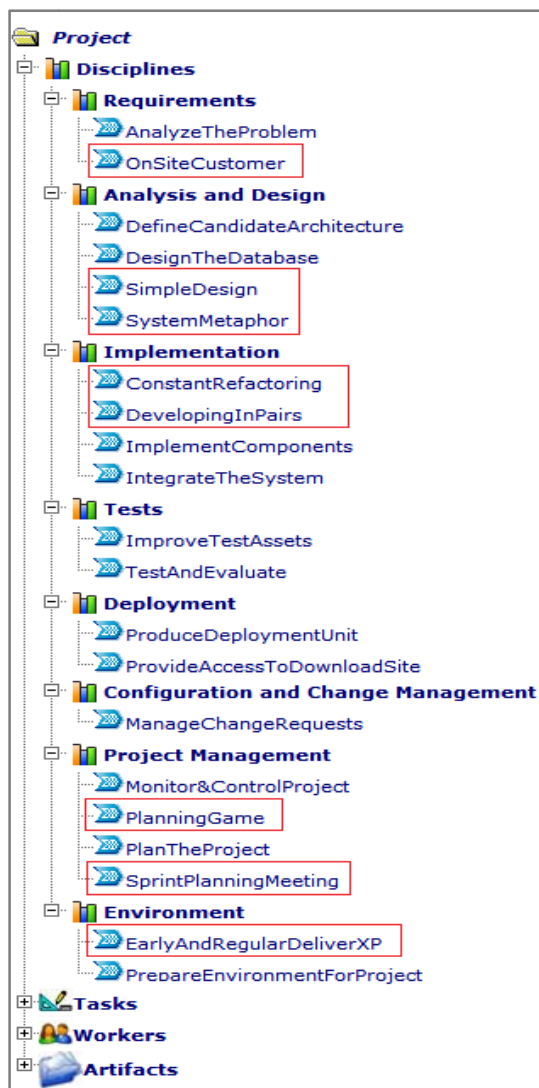 Project
Disciplines
Requirements
AnalyzeTheProblem
OnSiteCustomer
Analysis and Design
DefineCandidateArchitecture
DesignTheDatabase
SimpleDesign
SystemMetaphor
Implementation
ConstantRefactoring
DevelopingInPairs
ImplementComponents
IntegrateTheSystem
Tests
ImproveTestAssets
TestAndEvaluate
Deployment
ProduceDeploymentUnit
ProvideAccessToDownloadSite
Configuration and Change Management
ManageChangeRequests
Project Management
Monitor&ControlProject
PlanningGame
PlanTheProject
SprintPlanningMeeting
Environment
EarlyAndRegularDeliverXP
PrepareEnvironmentForProject
Tasks
Workers
Artifacts